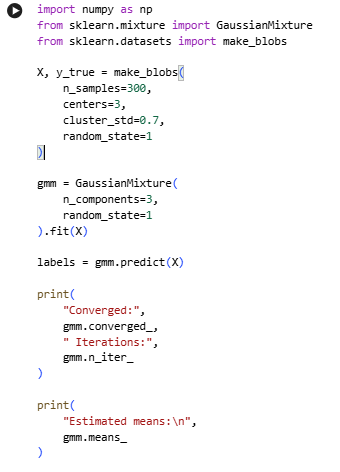 import numpy as np
from sklearn.mixture import GaussianMixture
from sklearn.datasets import make_blobs

X, y_true = make_blobs(
    n_samples=300,
    centers=3,
    cluster_std=0.7,
    random_state=1
)

gmm = GaussianMixture(
    n_components=3,
    random_state=1
).fit(X)

labels = gmm.predict(X)

print(
    "Converged:",
    gmm.converged_,
    " Iterations:",
    gmm.n_iter_
)

print(
    "Estimated means:\n",
    gmm.means_
)